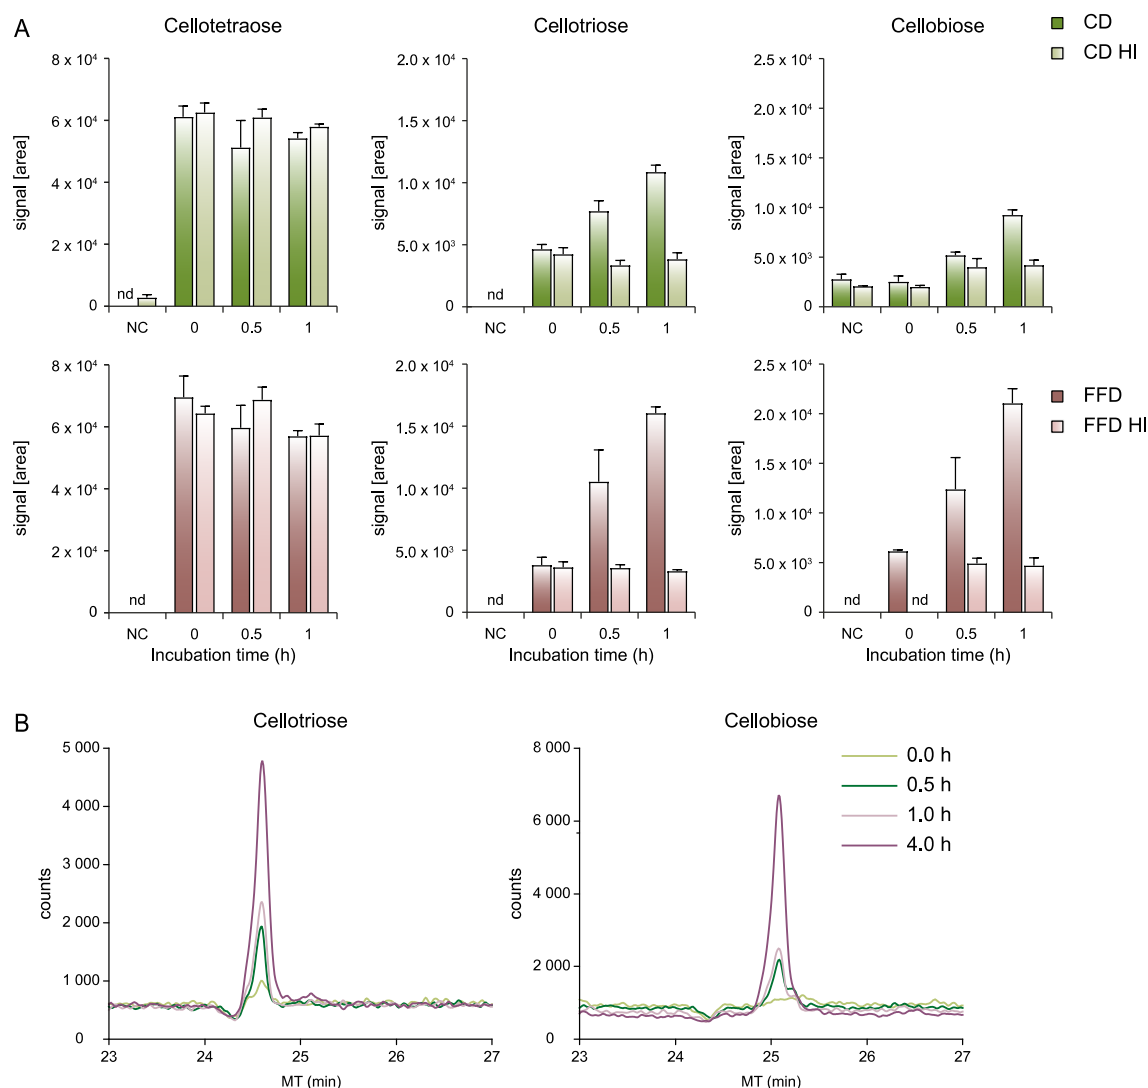 A
Cellotetraose
Cellotriose
Cellobiose
CD
CD HI
signal [area]
8 x 10⁴
6 x 10⁴
4 x 10⁴
2 x 10⁴
0
nd
NC
0
0.5
1
signal [area]
2.0 x 10⁴
1.5 x 10⁴
1.0 x 10⁴
5.0 x 10³
0
nd
NC
0
0.5
1
signal [area]
2.5 x 10⁴
2.0 x 10⁴
1.5 x 10⁴
1.0 x 10⁴
5.0 x 10³
0
NC
0
0.5
1
FFD
FFD HI
signal [area]
8 x 10⁴
6 x 10⁴
4 x 10⁴
2 x 10⁴
0
nd
NC
0
0.5
1
Incubation time (h)
signal [area]
2.0 x 10⁴
1.5 x 10⁴
1.0 x 10⁴
5.0 x 10³
0
nd
NC
0
0.5
1
Incubation time (h)
signal [area]
2.5 x 10⁴
2.0 x 10⁴
1.5 x 10⁴
1.0 x 10⁴
5.0 x 10³
0
nd
nd
NC
0
0.5
1
Incubation time (h)
B
Cellotriose
counts
5 000
4 000
3 000
2 000
1 000
0
23
24
25
26
27
MT (min)
Cellobiose
counts
8 000
6 000
4 000
2 000
0
23
24
25
26
27
MT (min)
0.0 h
0.5 h
1.0 h
4.0 h